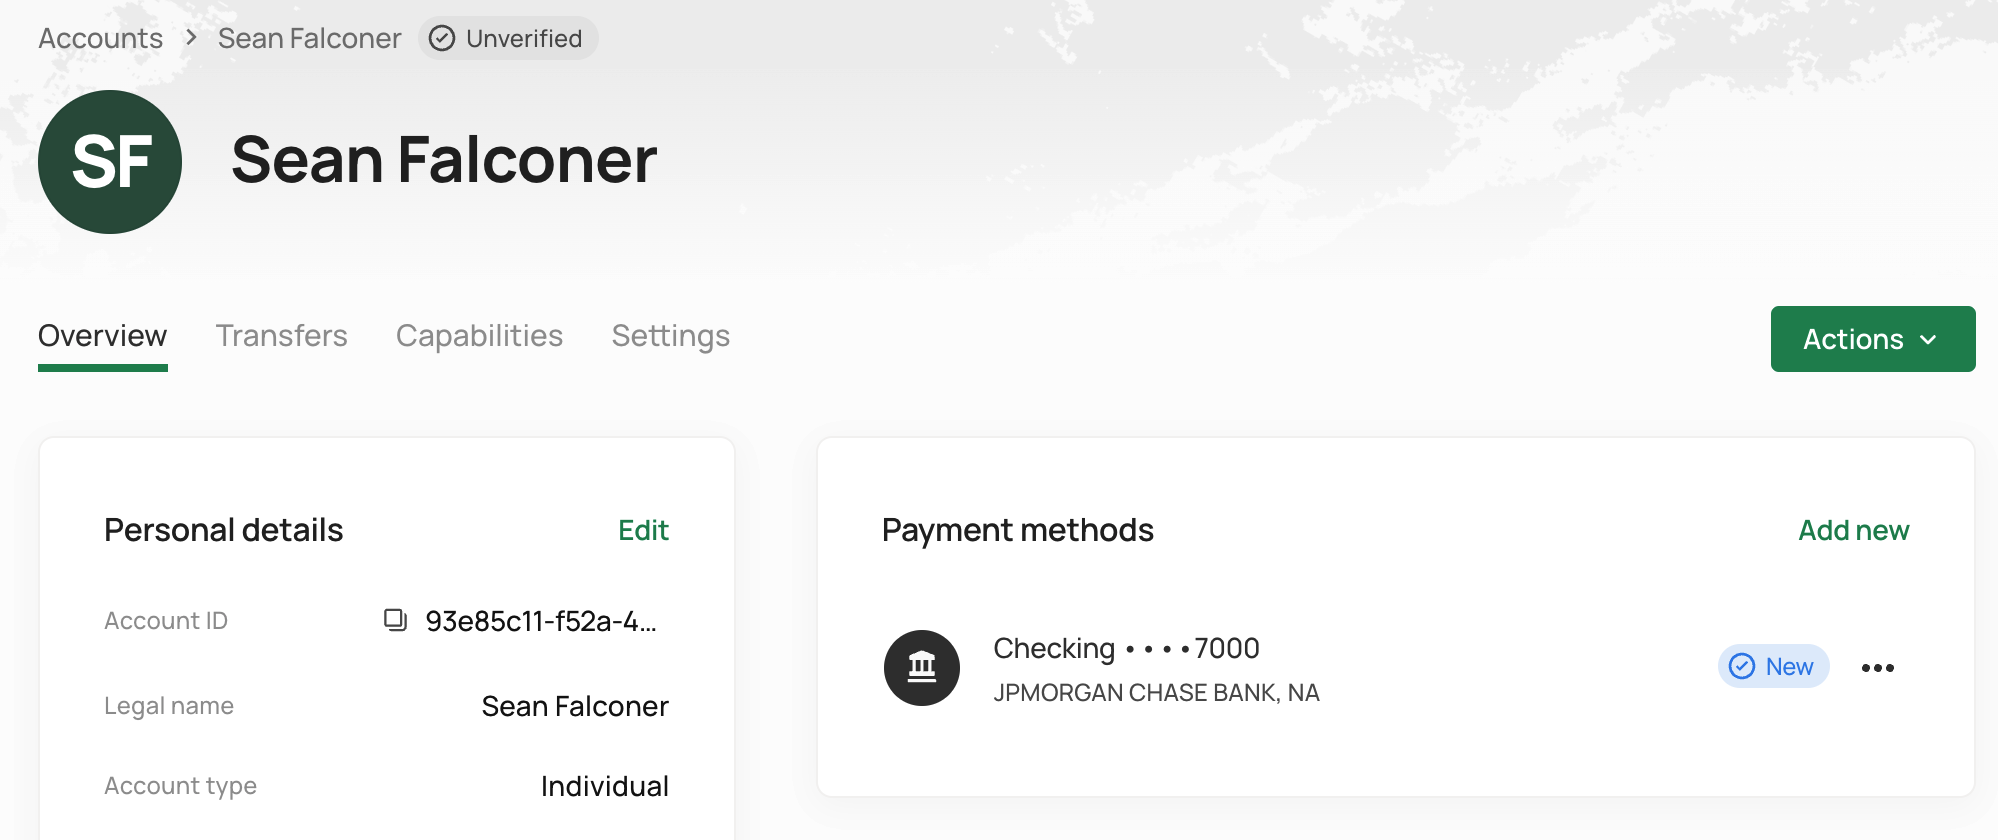 Accounts > Sean Falconer Unverified
SF
Sean Falconer
Overview Transfers Capabilities Settings
Actions
Personal details Edit
Account ID 93e85c11-f52a-4...
Legal name Sean Falconer
Account type Individual
Payment methods Add new
Checking • • • • 7000
JPMORGAN CHASE BANK, NA
New